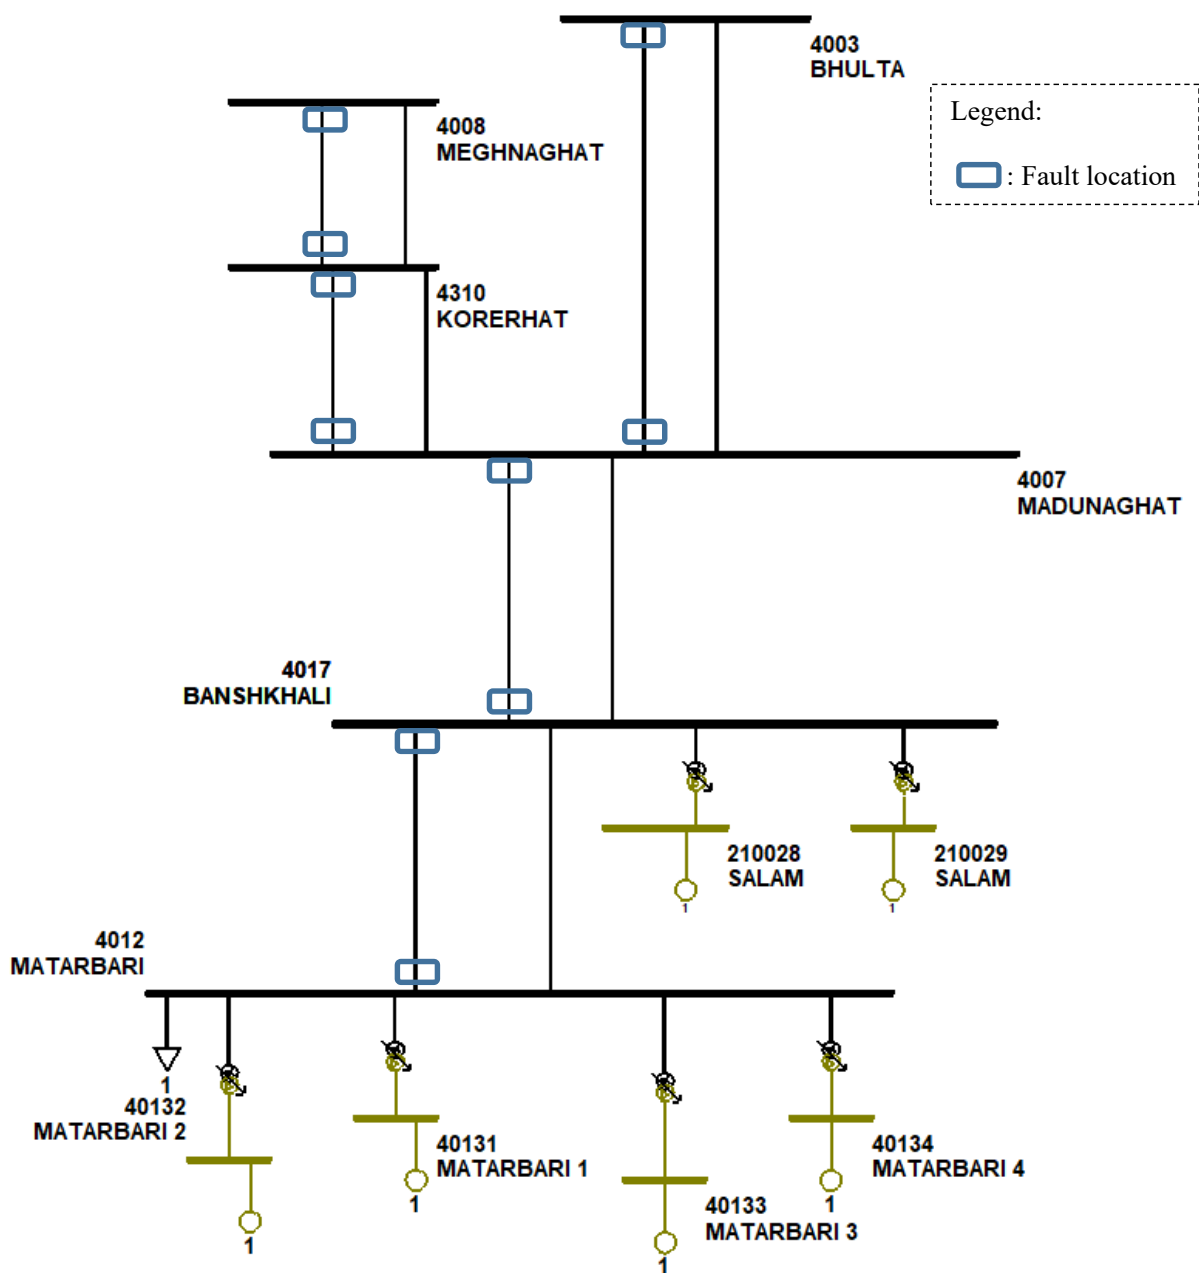 4003
BHULTA
Legend:
: Fault location
4008
MEGHNAGHAT
4310
KORERHAT
4007
MADUNAGHAT
4017
BANSHKHALI
210028
SALAM
1
210029
SALAM
1
4012
MATARBARI
1
40132
MATARBARI 2
1
40131
MATARBARI 1
1
40133
MATARBARI 3
1
40134
MATARBARI 4
1